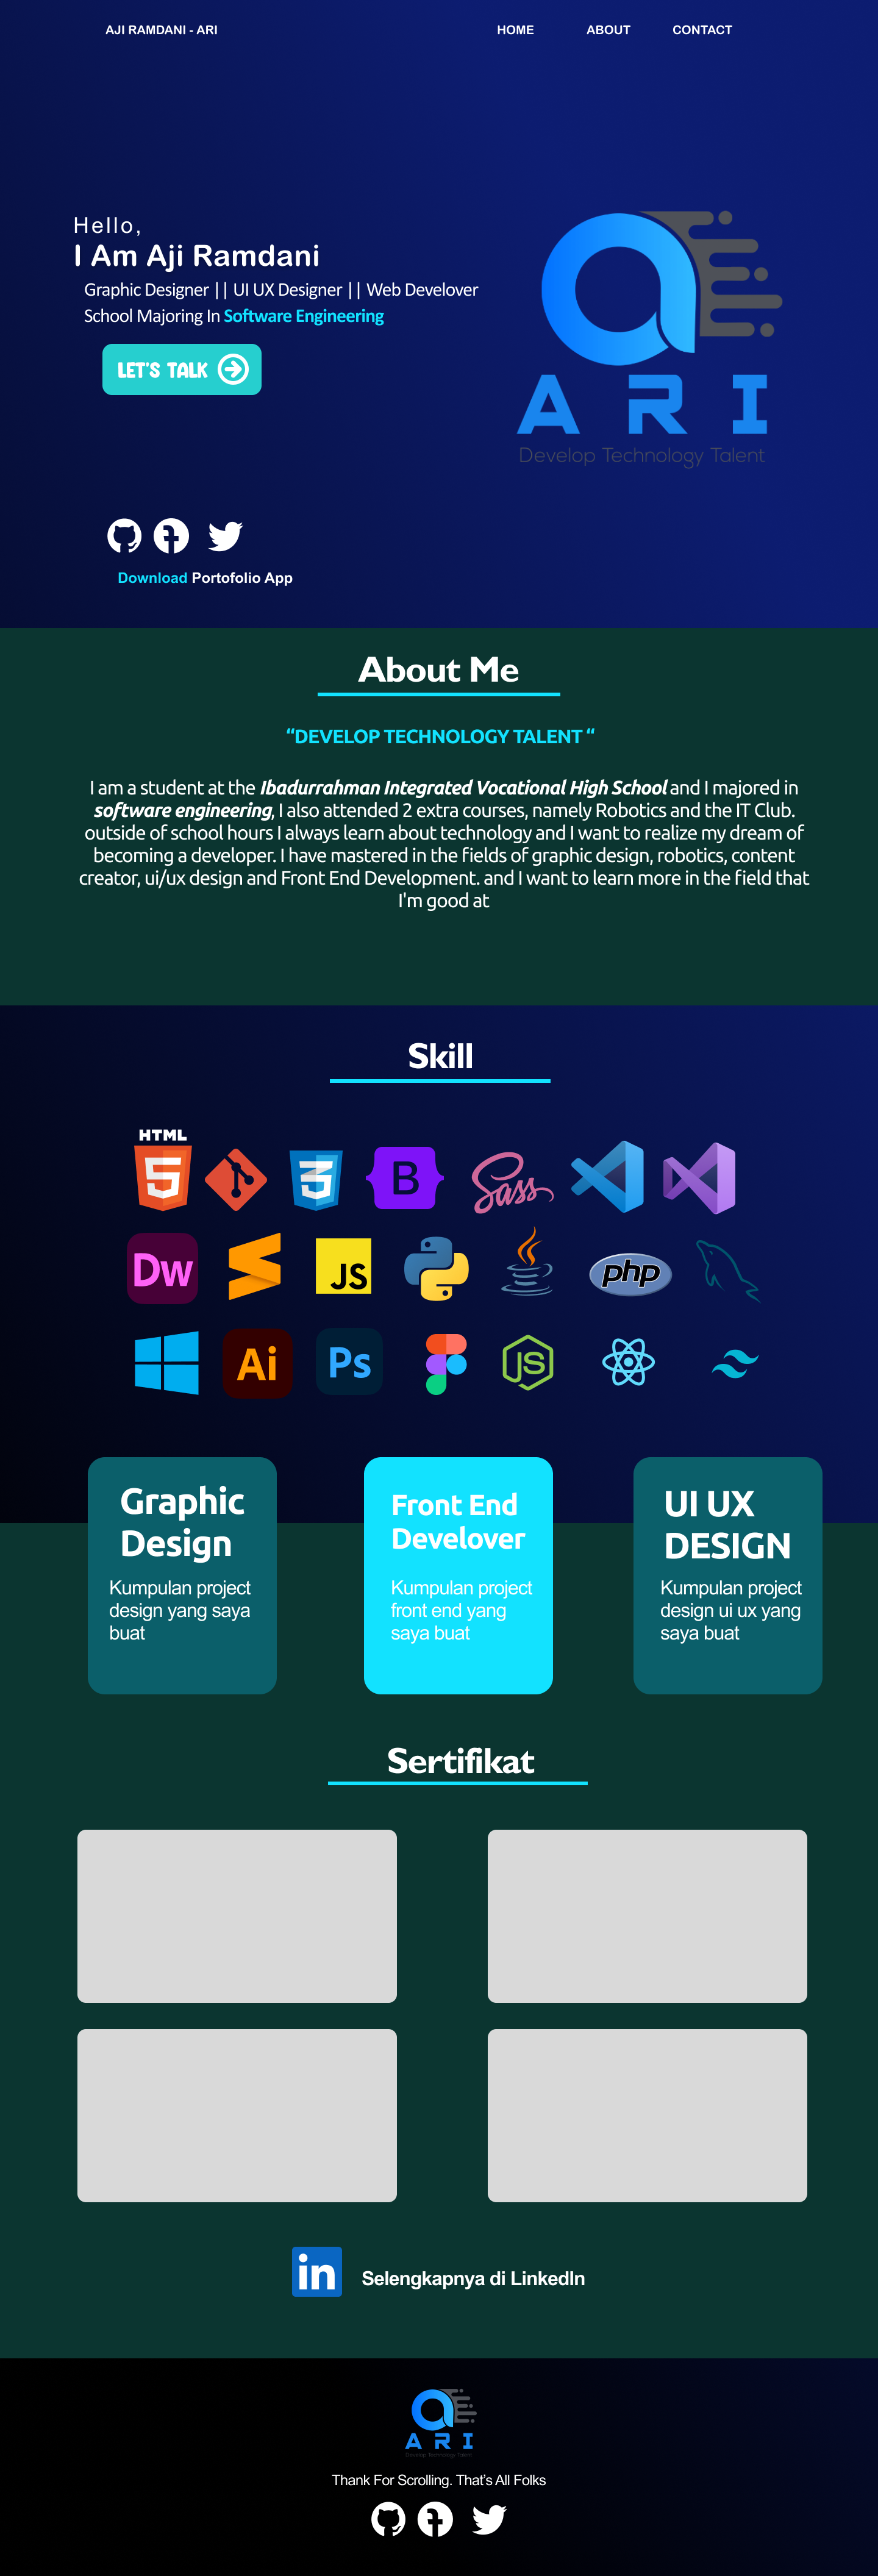 AJI RAMDANI - ARI HOME ABOUT CONTACT
Hello,
I Am Aji Ramdani
Graphic Designer || UI UX Designer || Web Develover
School Majoring In Software Engineering
LET'S TALK
ARI
Develop Technology Talent
Download Portofolio App
About Me
“DEVELOP TECHNOLOGY TALENT “
I am a student at the Ibadurrahman Integrated Vocational High School and I majored in
software engineering, I also attended 2 extra courses, namely Robotics and the IT Club.
outside of school hours I always learn about technology and I want to realize my dream of
becoming a developer. I have mastered in the fields of graphic design, robotics, content
creator, ui/ux design and Front End Development. and I want to learn more in the field that
I'm good at
Skill
HTML
5
3
B
Sass
Dw
JS
php
Ai
Ps
JS
Graphic
Design
Kumpulan project
design yang saya
buat
Front End
Develover
Kumpulan project
front end yang
saya buat
UI UX
DESIGN
Kumpulan project
design ui ux yang
saya buat
Sertifikat
in
Selengkapnya di LinkedIn
ARI
Develop Technology Talent
Thank For Scrolling. That's All Folks